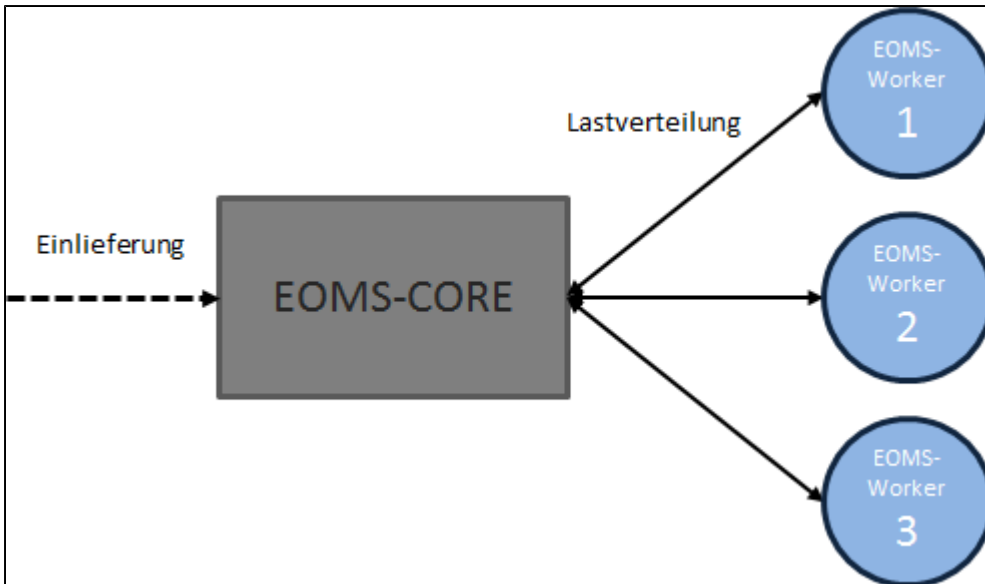 Einlieferung
EOMS-CORE
Lastverteilung
EOMS-
Worker
1
EOMS-
Worker
2
EOMS-
Worker
3